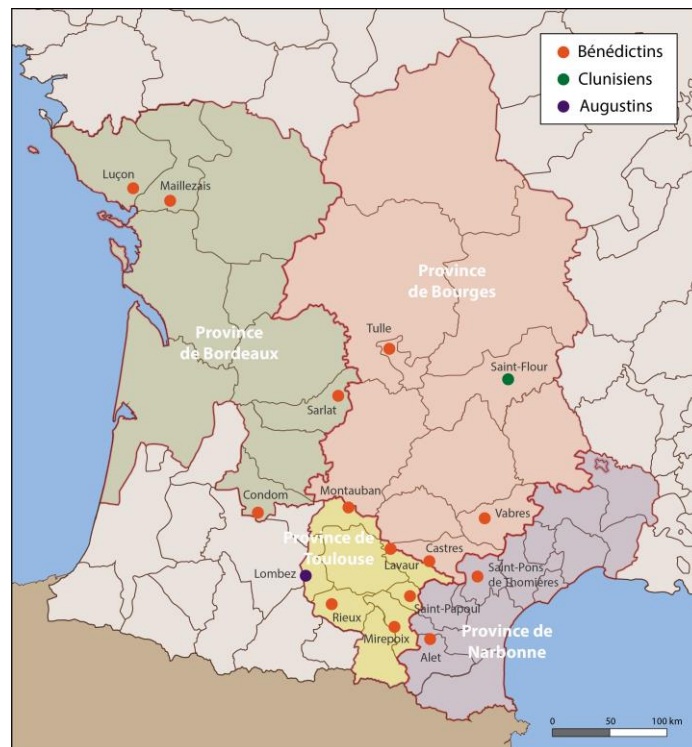 Bénédictins
Clunisiens
Augustins
Luçon
Maillezais
Province
de Bourges
Province
de Bordeaux
Tulle
Saint-Flour
Sarlat
Condom
Montauban
Vabres
Province de
Toulouse
Castres
Lavaur
Lombez
Saint-Pons
de Thomières
Rieux
Saint-Papoul
Mirepoix
Province de
Narbonne
Alet
0 50 100 km